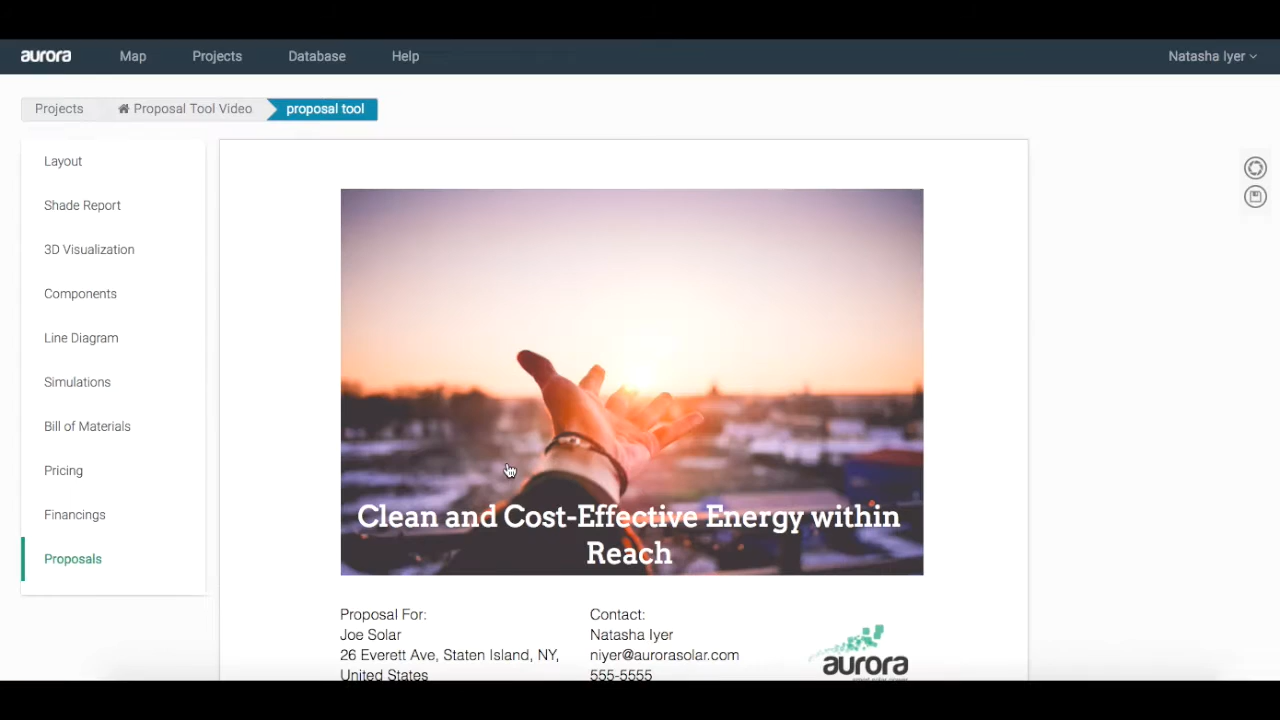 aurora Map Projects Database Help Natasha Iyer
Projects Proposal Tool Video proposal tool
Layout
Shade Report
3D Visualization
Components
Line Diagram
Simulations
Bill of Materials
Pricing
Financings
Proposals
Clean and Cost-Effective Energy within
Reach
Proposal For:
Joe Solar
26 Everett Ave, Staten Island, NY,
United States
Contact:
Natasha Iyer
niyer@aurorasolar.com
555-5555
aurora